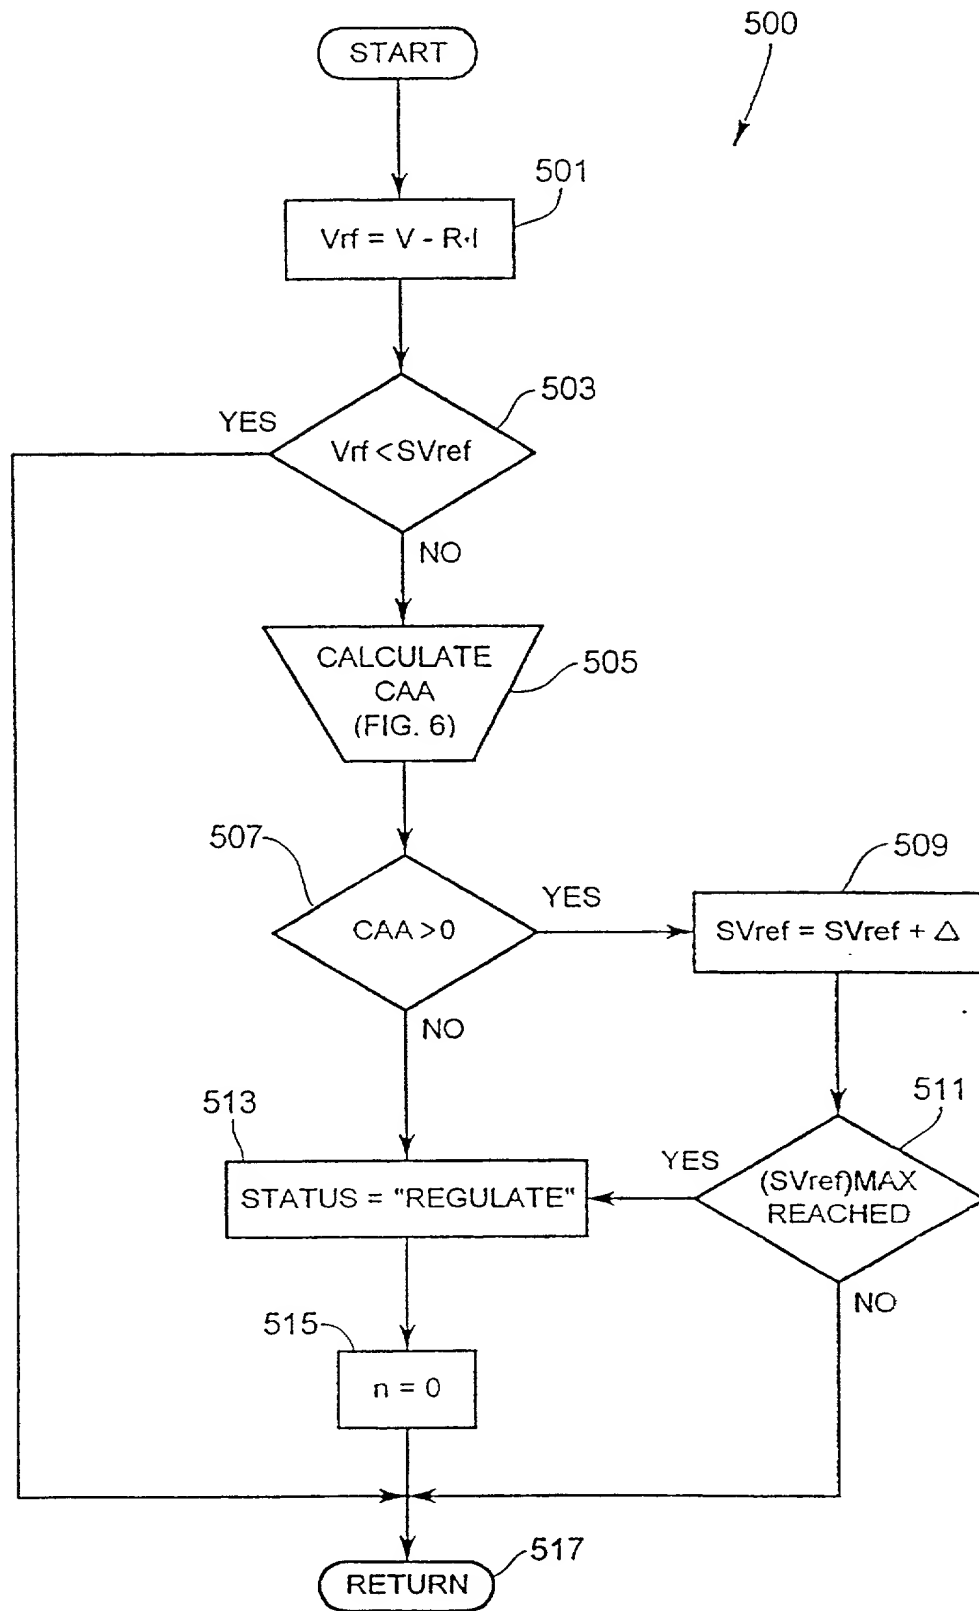 500
START
501
Vrf = V - R·I
503
YES
Vrf < SVref
NO
CALCULATE
CAA
(FIG. 6)
505
507
CAA > 0
YES
509
SVref = SVref + △
NO
511
513
YES
(SVref)MAX
REACHED
STATUS = "REGULATE"
NO
515
n = 0
517
RETURN